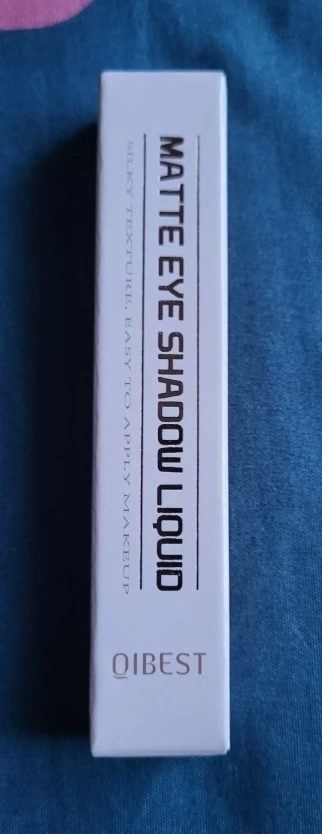 MATTE EYE SHADOW LIQUID
SILKY TEXTURE, EASY TO APPLY MAKEUP
QIBEST